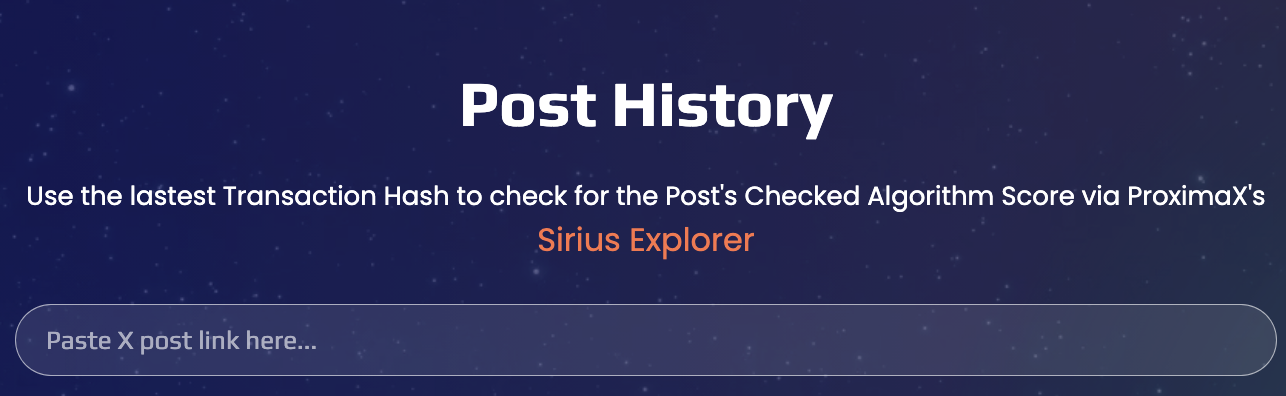 Post History
Use the lastest Transaction Hash to check for the Post's Checked Algorithm Score via ProximaX's
Sirius Explorer
Paste X post link here...